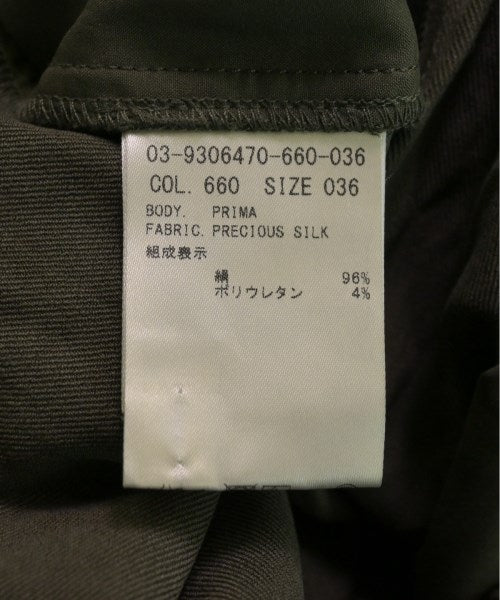 03-9306470-660-036
COL. 660 SIZE 036
BODY. PRIMA
FABRIC. PRECIOUS SILK
組成表示
絹 96%
ポリウレタン 4%